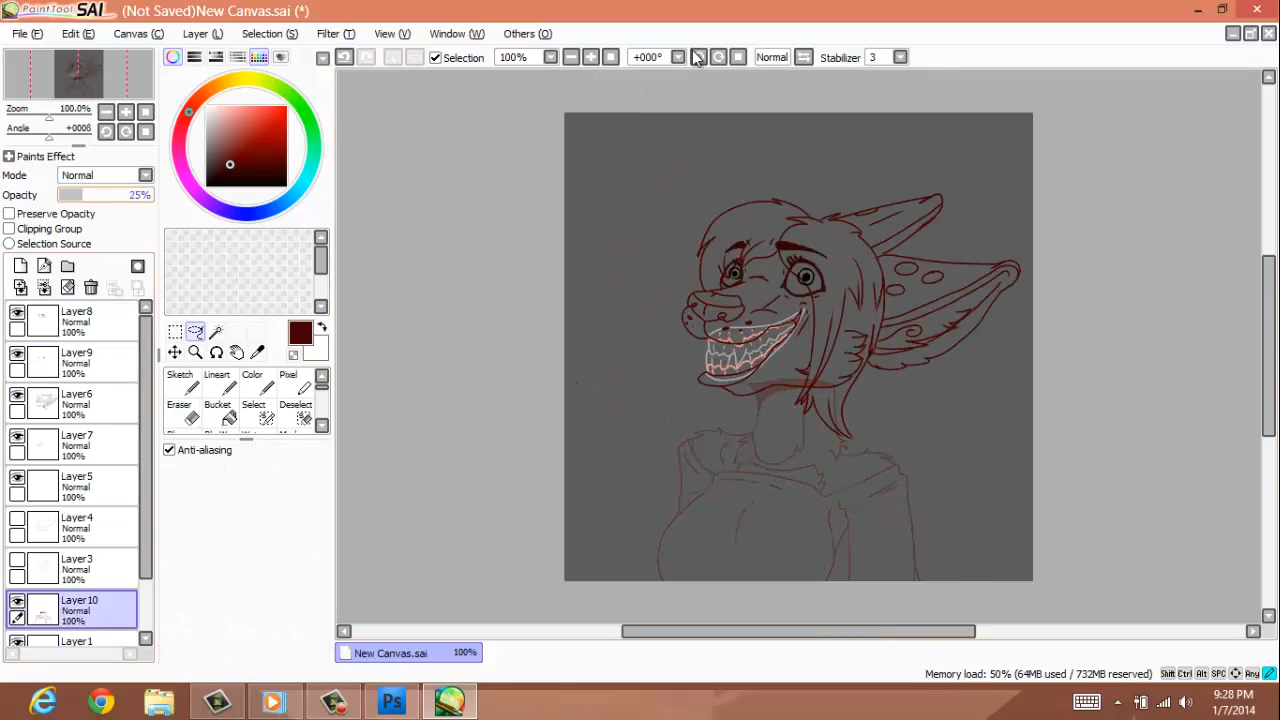 PaintTool SAI (Not Saved)New Canvas.sai (*)
File (F) Edit (E) Canvas (C) Layer (L) Selection (S) Filter (T) View (V) Window (W) Others (O)
Selection 100% +000° Normal Stabilizer 3
Zoom 100.0%
Angle
Paints Effect
Mode Normal
Opacity 25%
Preserve Opacity
Clipping Group
Selection Source
Layer8
Normal
100%
Layer9
Normal
100%
Layer6
Normal
100%
Layer7
Normal
100%
Layer5
Normal
100%
Layer4
Normal
100%
Layer3
Normal
100%
Layer10
Normal
100%
Layer1
Sketch Lineart Color Pixel
Eraser Bucket Select Deselect
Anti-aliasing
New Canvas.sai 100%
Memory load: 50% (64MB used / 732MB reserved) Shift Ctrl Alt SPC Any
Ps
9:28 PM
1/7/2014